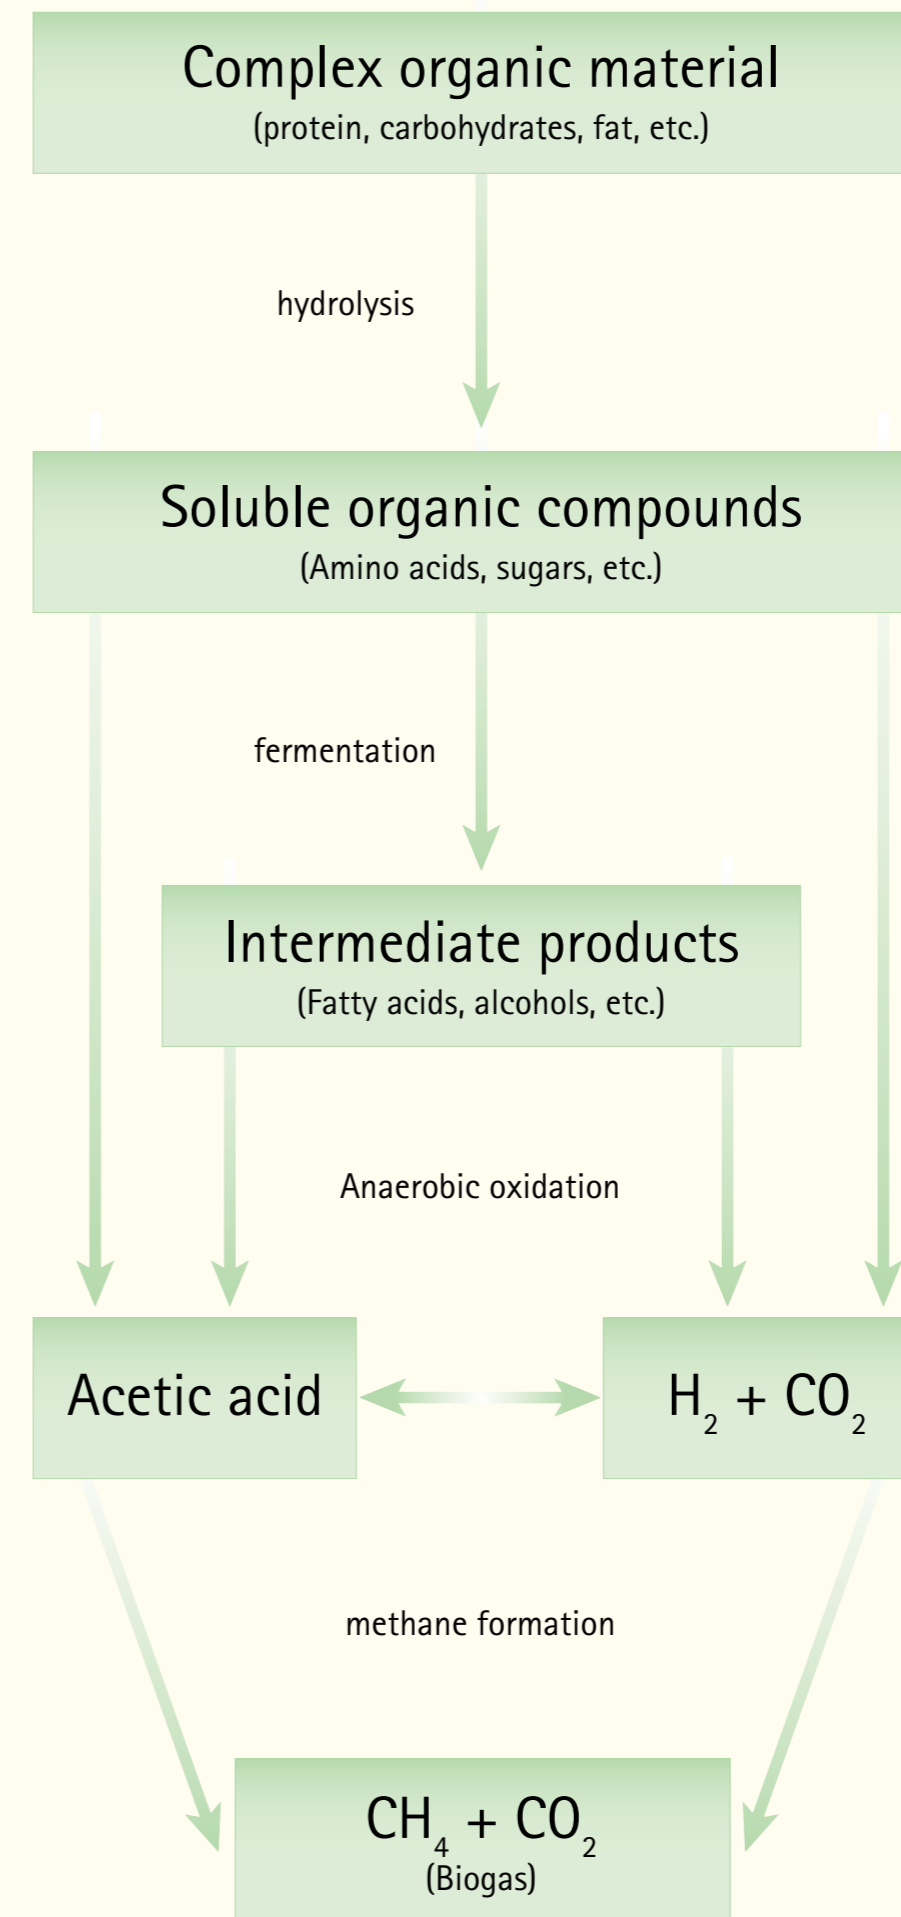 Complex organic material
(protein, carbohydrates, fat, etc.)
hydrolysis
Soluble organic compounds
(Amino acids, sugars, etc.)
fermentation
Intermediate products
(Fatty acids, alcohols, etc.)
Anaerobic oxidation
Acetic acid
H₂ + CO₂
methane formation
CH₄ + CO₂
(Biogas)